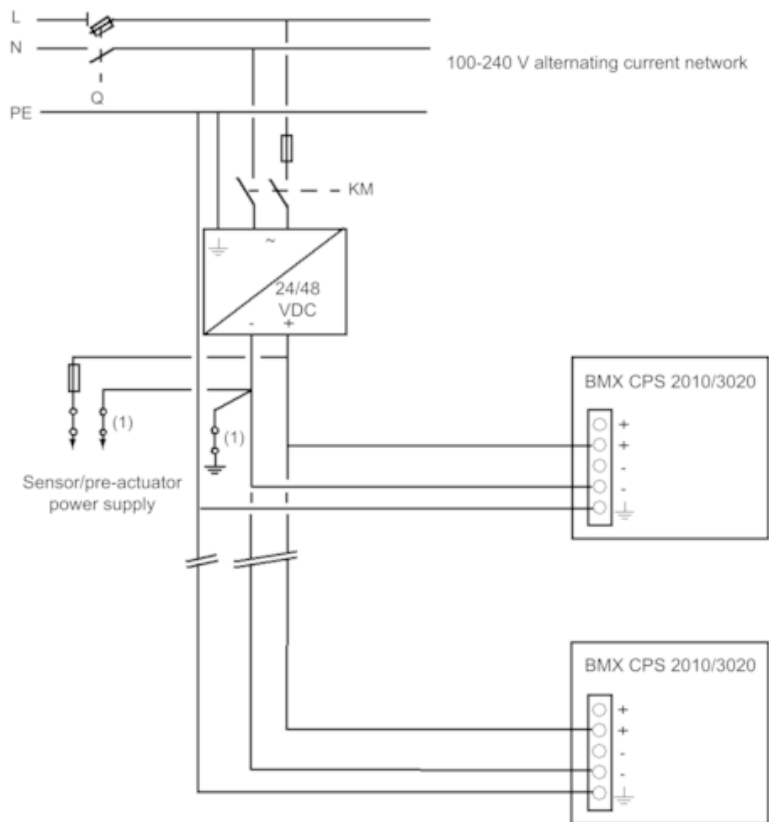 L
N
100-240 V alternating current network
Q
PE
KM
~
24/48
VDC
- +
BMX CPS 2010/3020
+
+
-
-
(1)
(1)
Sensor/pre-actuator
power supply
BMX CPS 2010/3020
+
+
-
-